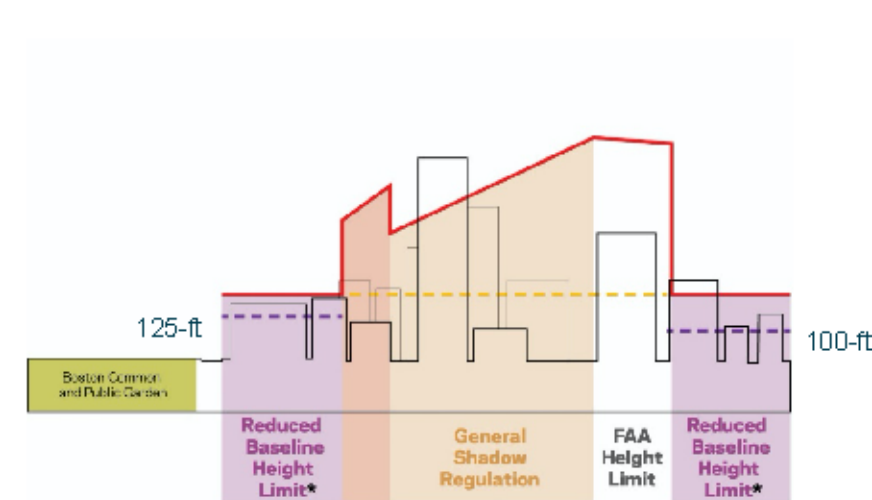 125-ft
100-ft
Boston Common
and Public Garden
Reduced
Baseline
Height
Limit*
General
Shadow
Regulation
FAA
Height
Limit
Reduced
Baseline
Height
Limit*